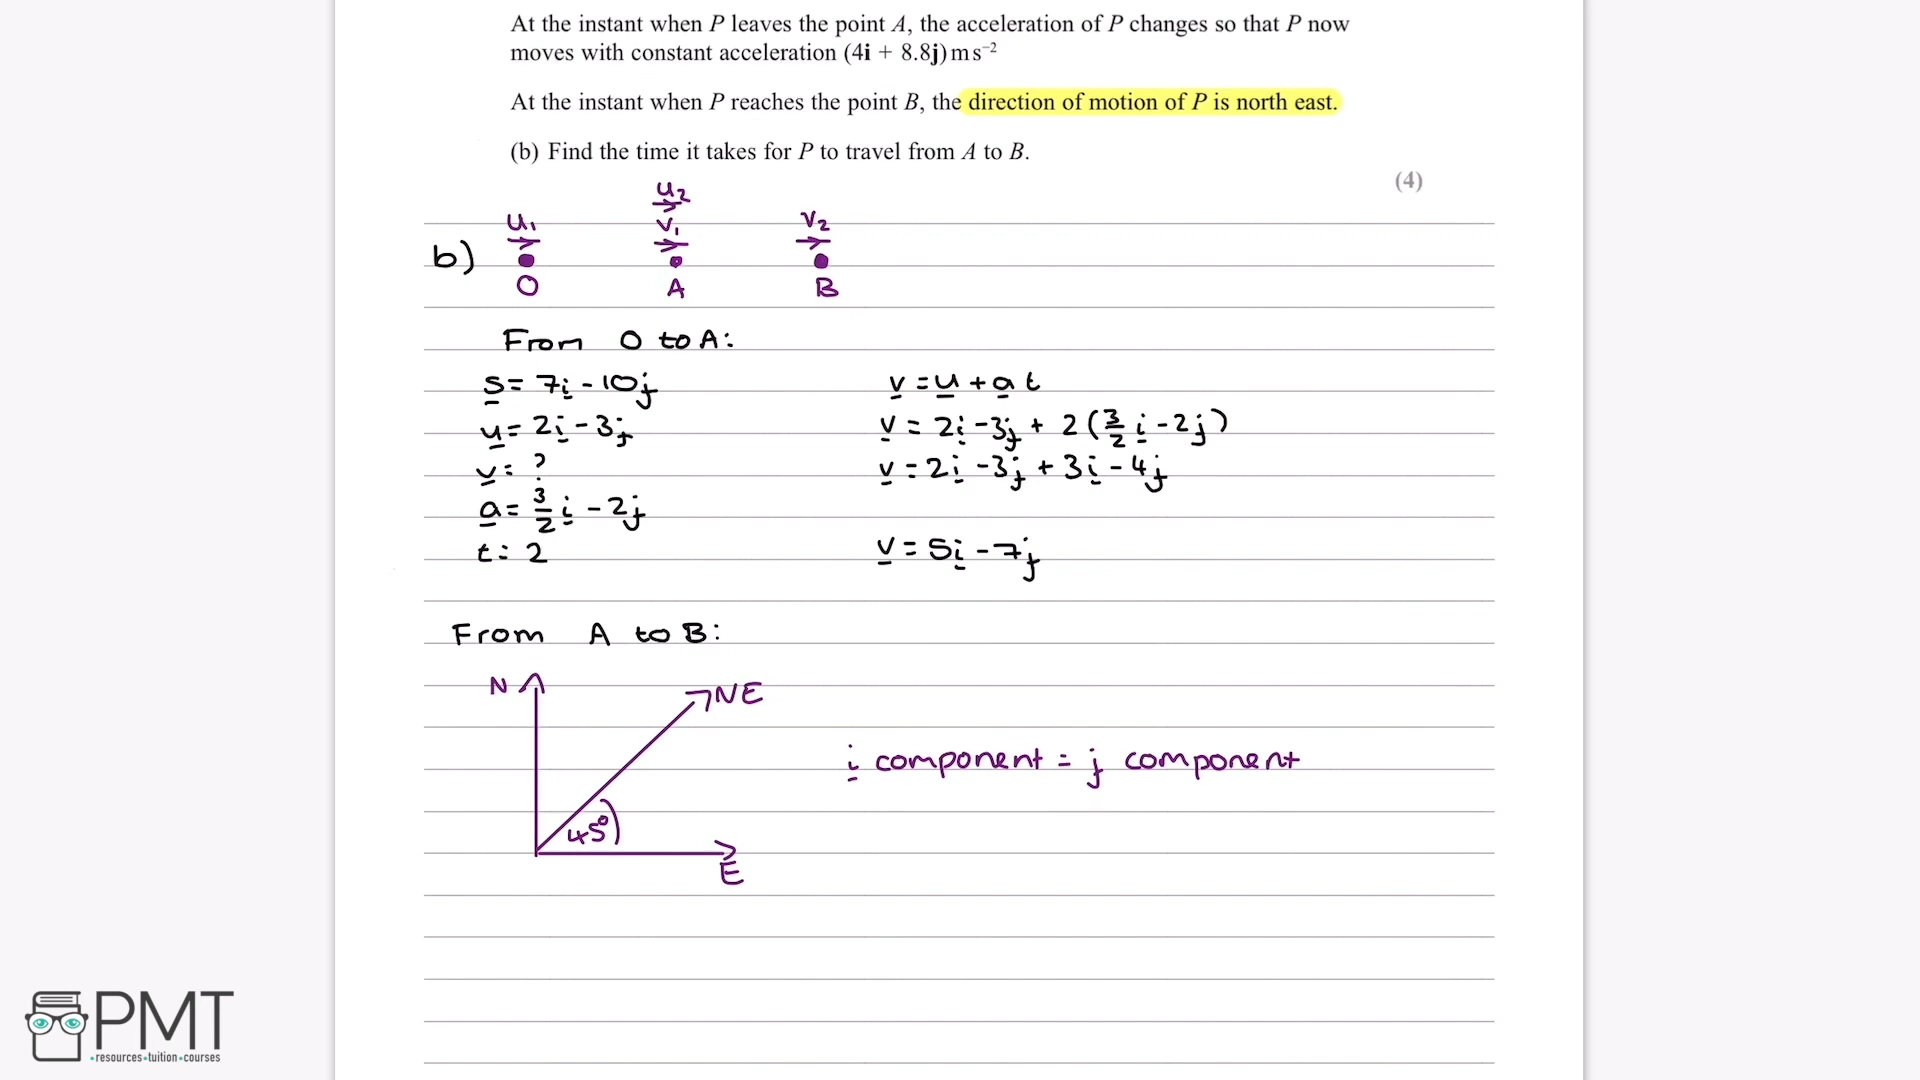 At the instant when P leaves the point A, the acceleration of P changes so that P now
moves with constant acceleration (4i + 8.8j) m s⁻²
At the instant when P reaches the point B, the direction of motion of P is north east.
(b) Find the time it takes for P to travel from A to B.
(4)
b)
u₁
O
u₂
v₁
A
v₂
B
From O to A:
s = 7i - 10j
u = 2i - 3j
v = ?
a = 3/2 i - 2j
t = 2
v = u + a t
v = 2i - 3j + 2(3/2 i - 2j)
v = 2i - 3j + 3i - 4j
v = 5i - 7j
From A to B:
N
NE
45°
E
i component = j component
PMT
•resources•tuition•courses